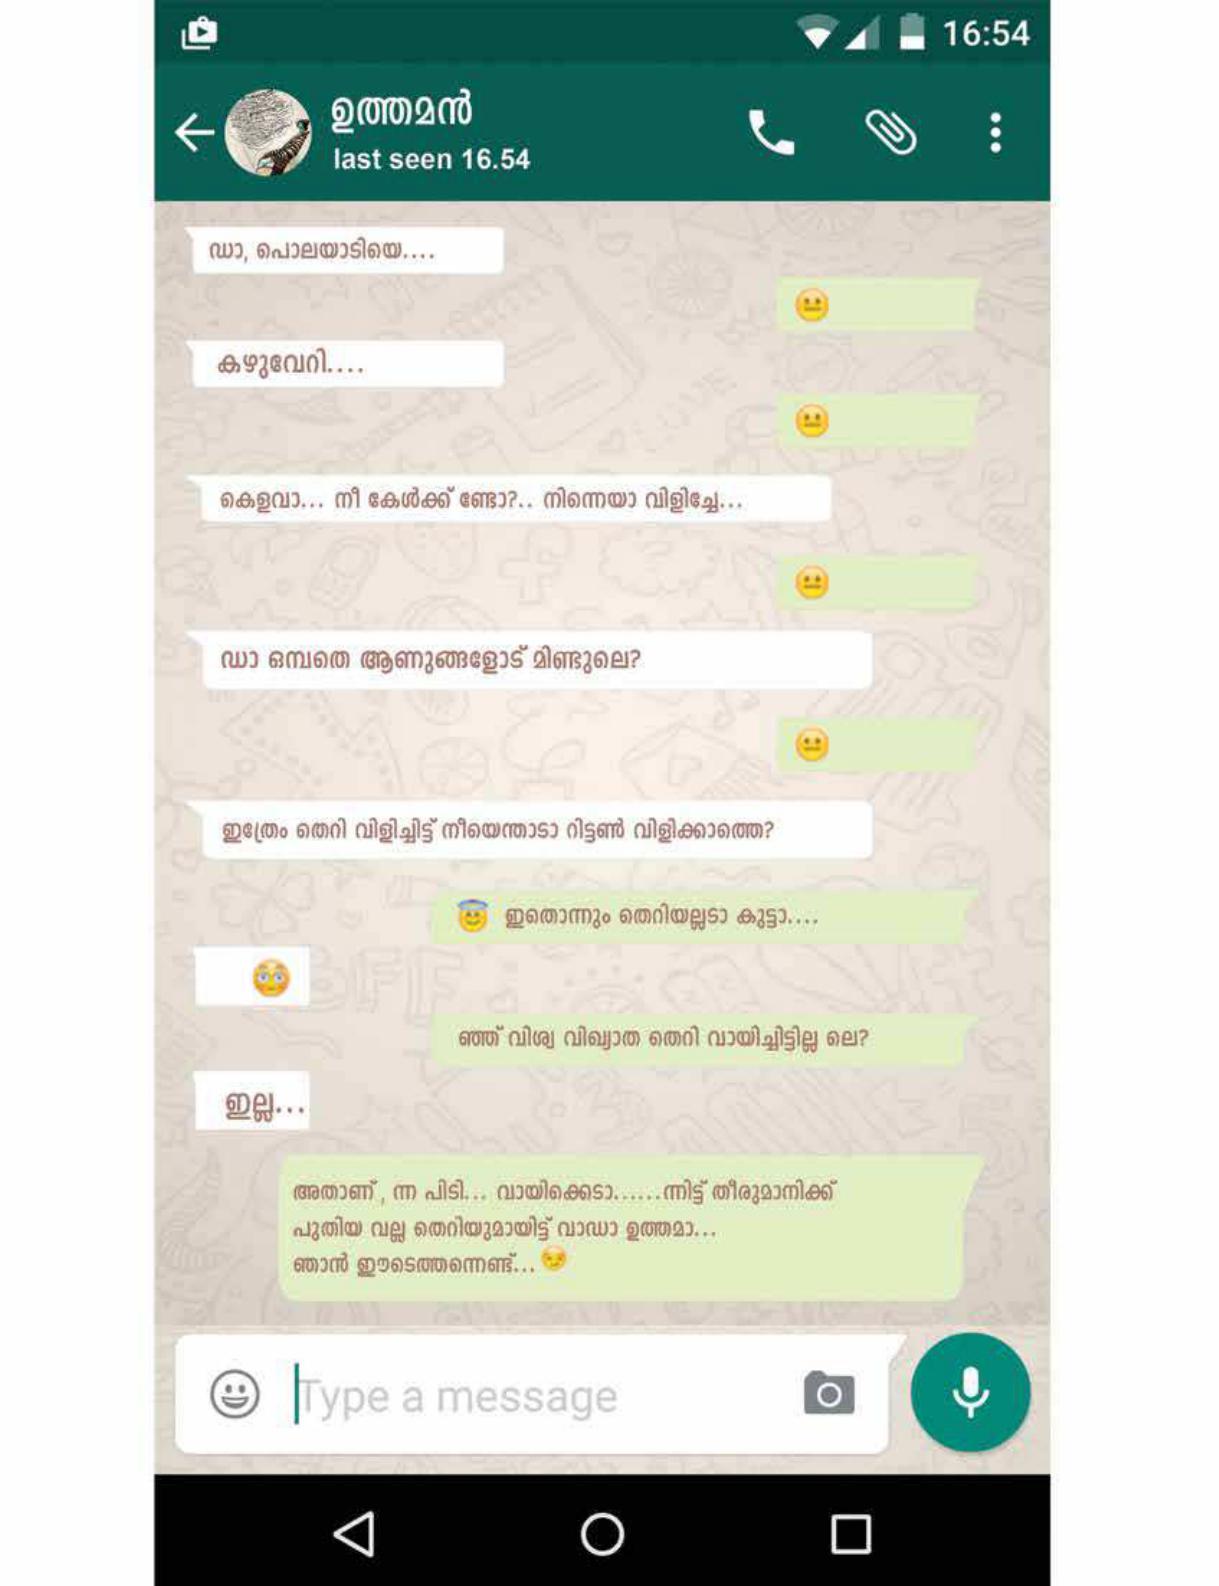 16:54
ഉത്തമൻ
last seen 16.54
ഡാ, പൊലയാടിയെ....
😐
കഴുവേറി....
😐
കെളവാ... നീ കേൾക്ക് ണ്ടോ?.. നിന്നെയാ വിളിച്ചേ...
😐
ഡാ ഒമ്പതെ ആണുങ്ങളോട് മിണ്ടുലെ?
😐
ഇത്രേം തെറി വിളിച്ചിട്ട് നീയെന്താടാ റിട്ടൺ വിളിക്കാത്തെ?
😇 ഇതൊന്നും തെറിയല്ലടാ കുട്ടാ....
😳
ഞ്ഞ് വിശ്വ വിഖ്യാത തെറി വായിച്ചിട്ടില്ല ലെ?
ഇല്ല...
അതാണ് , ന്ന പിടി... വായിക്കെടാ......ന്നിട്ട് തീരുമാനിക്ക്
പുതിയ വല്ല തെറിയുമായിട്ട് വാഡാ ഉത്തമാ...
ഞാൻ ഈടെത്തന്നെണ്ട്... 😏
Type a message